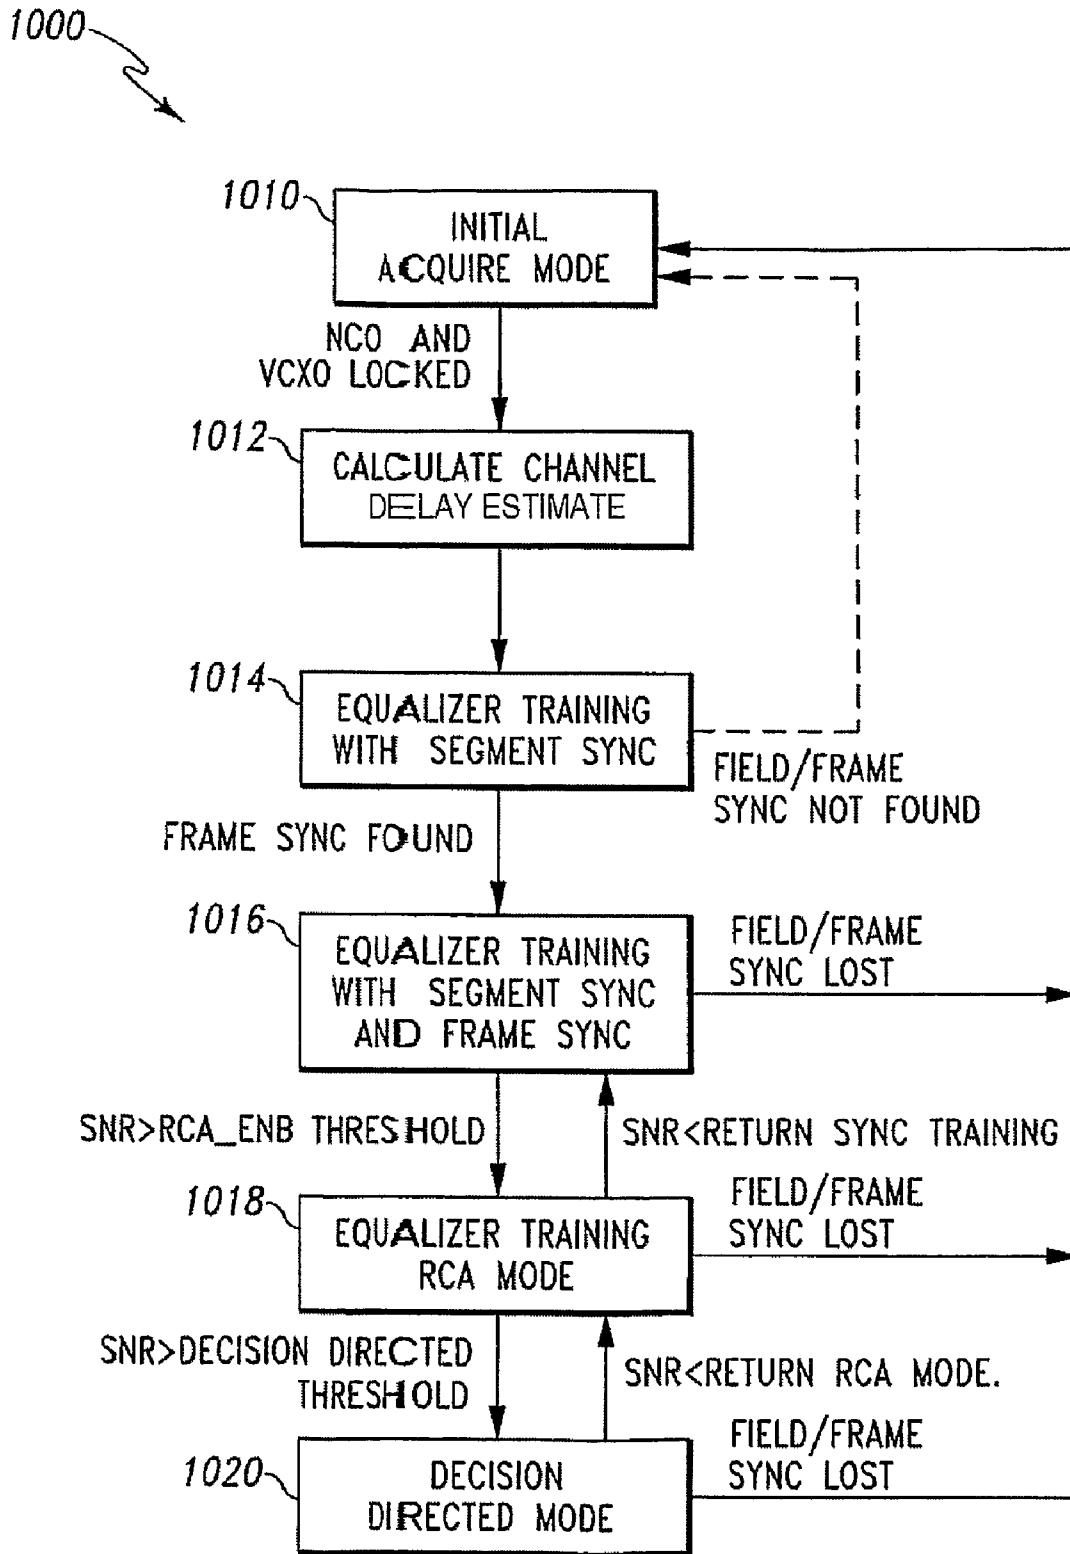 1000
1010
INITIAL
ACQUIRE MODE
NCO AND
VCXO LOCKED
1012
CALCULATE CHANNEL
DELAY ESTIMATE
1014
EQUALIZER TRAINING
WITH SEGMENT SYNC
FIELD/FRAME
SYNC NOT FOUND
FRAME SYNC FOUND
1016
EQUALIZER TRAINING
WITH SEGMENT SYNC
AND FRAME SYNC
FIELD/FRAME
SYNC LOST
SNR>RCA_ENB THRESHOLD
SNR<RETURN SYNC TRAINING
1018
EQUALIZER TRAINING
RCA MODE
FIELD/FRAME
SYNC LOST
SNR>DECISION DIRECTED
THRESHOLD
SNR<RETURN RCA MODE.
1020
DECISION
DIRECTED MODE
FIELD/FRAME
SYNC LOST